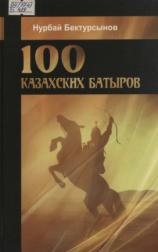 Нурбай Бектурсынов
100
КАЗАХСКИХ БАТЫРОВ